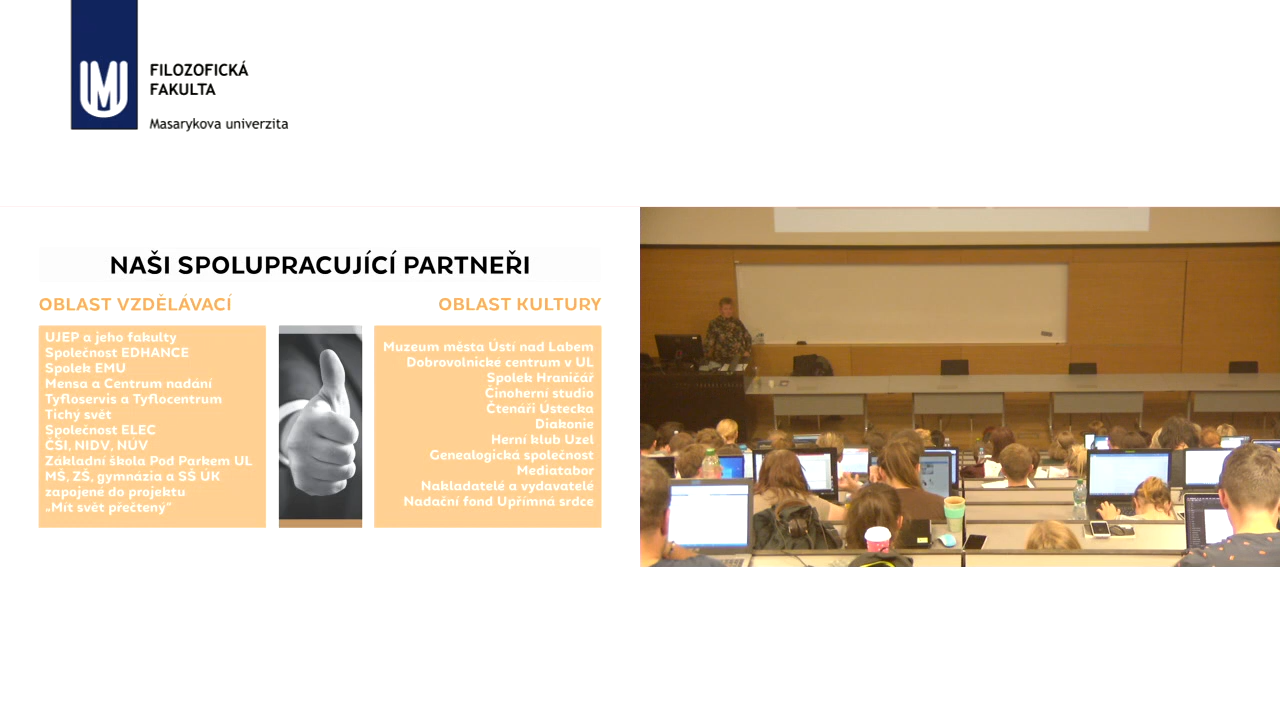 FILOZOFICKÁ
FAKULTA
Masarykova univerzita
NAŠI SPOLUPRACUJÍCÍ PARTNEŘI
OBLAST VZDĚLÁVACÍ
UJEP a jeho fakulty
Společnost EDHANCE
Spolek EMU
Mensa a Centrum nadání
Tyfloservis a Tyflocentrum
Tichý svět
Společnost ELEC
ČŠI, NIDV, NÚV
Základní škola Pod Parkem UL
MŠ, ZŠ, gymnázia a SŠ ÚK
zapojené do projektu
„Mít svět přečtený“
OBLAST KULTURY
Muzeum města Ústí nad Labem
Dobrovolnické centrum v UL
Spolek Hraničář
Činoherní studio
Čtenáři Ústecka
Diakonie
Herní klub Uzel
Genealogická společnost
Mediatabor
Nakladatelé a vydavatelé
Nadační fond Upřímná srdce